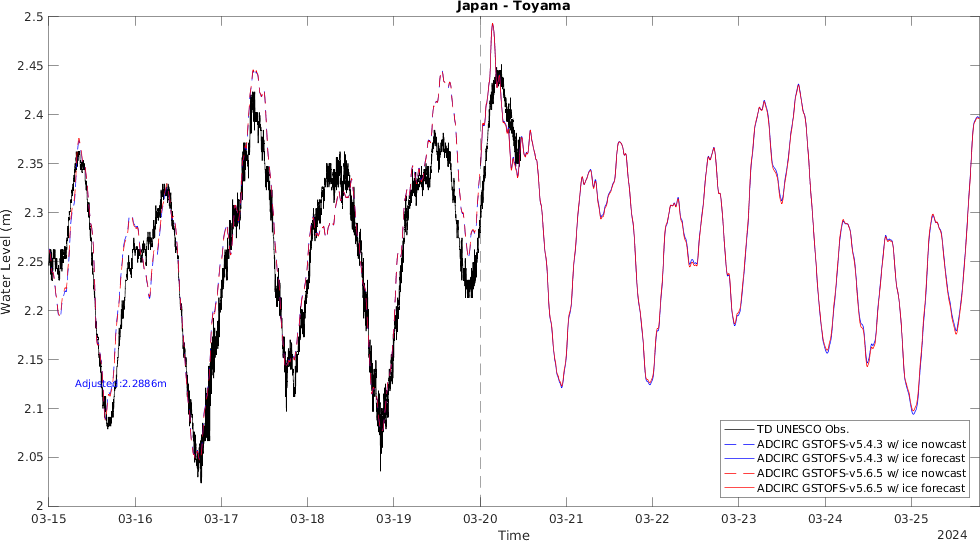 Japan - Toyama
2.5
2.45
2.4
2.35
2.3
2.25
2.2
2.15
2.1
2.05
2
Water Level (m)
Adjusted:2.2886m
TD UNESCO Obs.
ADCIRC GSTOFS-v5.4.3 w/ ice nowcast
ADCIRC GSTOFS-v5.4.3 w/ ice forecast
ADCIRC GSTOFS-v5.6.5 w/ ice nowcast
ADCIRC GSTOFS-v5.6.5 w/ ice forecast
03-15 03-16 03-17 03-18 03-19 03-20 03-21 03-22 03-23 03-24 03-25
Time
2024